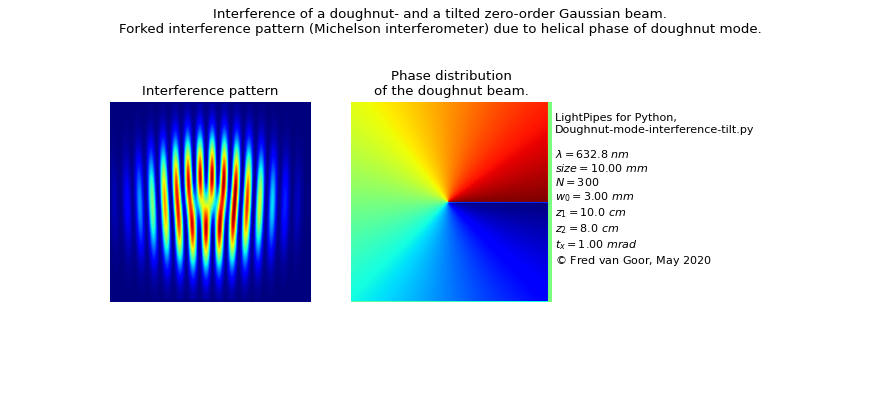 Interference of a doughnut- and a tilted zero-order Gaussian beam.
Forked interference pattern (Michelson interferometer) due to helical phase of doughnut mode.
Interference pattern
Phase distribution
of the doughnut beam.
LightPipes for Python,
Doughnut-mode-interference-tilt.py
λ = 632.8 nm
size = 10.00 mm
N = 300
w₀ = 3.00 mm
z₁ = 10.0 cm
z₂ = 8.0 cm
tₓ = 1.00 mrad
© Fred van Goor, May 2020